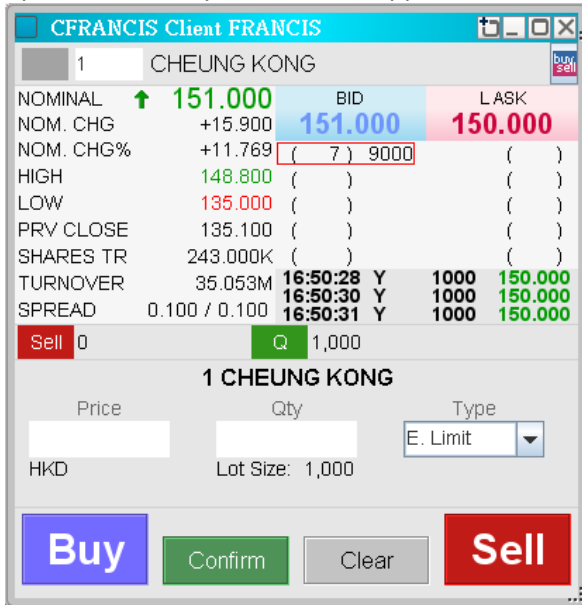 CFRANCIS Client FRANCIS
1 CHEUNG KONG buy sell
NOMINAL 151.000 BID L ASK
NOM. CHG +15.900 151.000 150.000
NOM. CHG% +11.769 ( 7 ) 9000 ( )
HIGH 148.800 ( ) ( )
LOW 135.000 ( ) ( )
PRV CLOSE 135.100 ( ) ( )
SHARES TR 243.000K ( ) ( )
TURNOVER 35.053M 16:50:28 Y 1000 150.000
16:50:30 Y 1000 150.000
SPREAD 0.100 / 0.100 16:50:31 Y 1000 150.000
Sell 0 Q 1,000
1 CHEUNG KONG
Price Qty Type
E. Limit
HKD Lot Size: 1,000
Buy Confirm Clear Sell